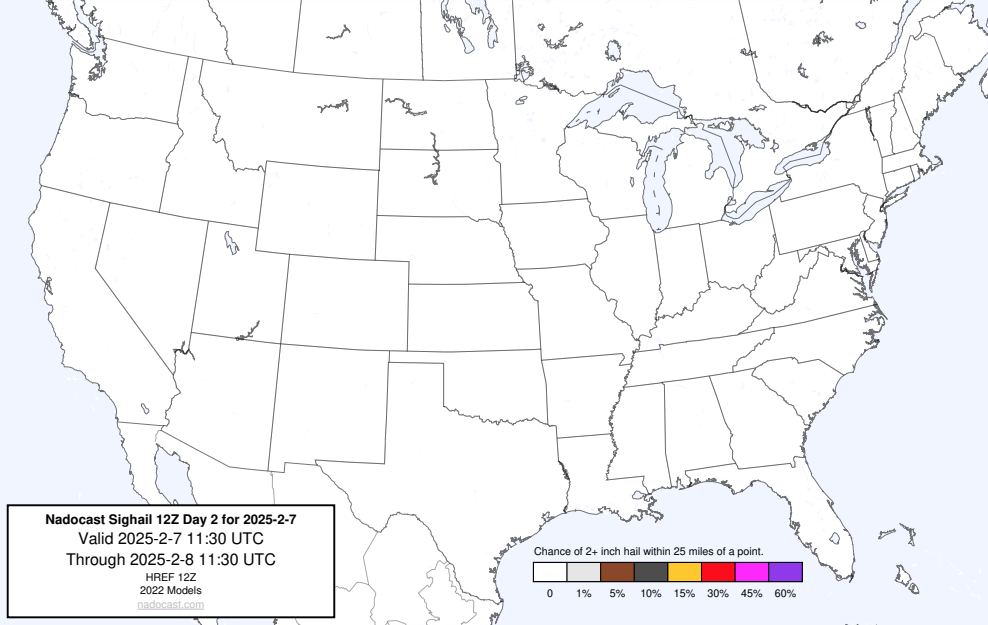 Nadocast Sighail 12Z Day 2 for 2025-2-7
Valid 2025-2-7 11:30 UTC
Through 2025-2-8 11:30 UTC
HREF 12Z
2022 Models
nadocast.com
Chance of 2+ inch hail within 25 miles of a point.
0 1% 5% 10% 15% 30% 45% 60%